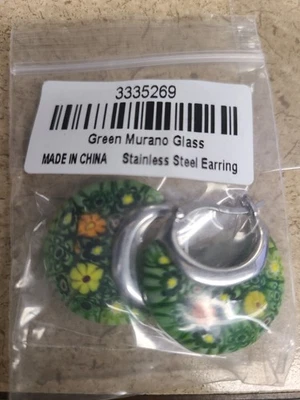 3335269
Green Murano Glass
MADE IN CHINA Stainless Steel Earring